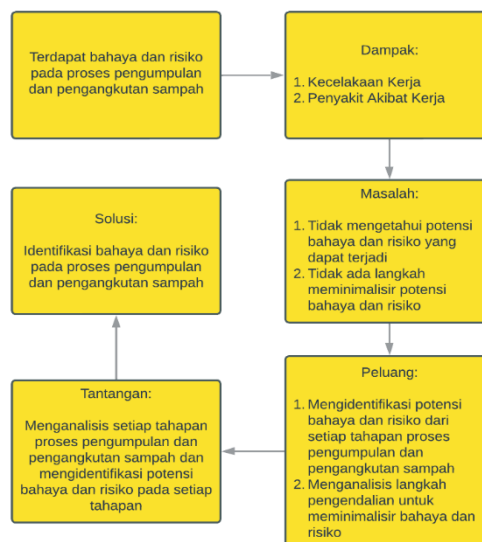 Terdapat bahaya dan risiko
pada proses pengumpulan
dan pengangkutan sampah
Dampak:
1. Kecelakaan Kerja
2. Penyakit Akibat Kerja
Masalah:
1. Tidak mengetahui potensi
bahaya dan risiko yang
dapat terjadi
2. Tidak ada langkah
meminimalisir potensi
bahaya dan risiko
Peluang:
1. Mengidentifikasi potensi
bahaya dan risiko dari
setiap tahapan proses
pengumpulan dan
pengangkutan sampah
2. Menganalisis langkah
pengendalian untuk
meminimalisir bahaya dan
risiko
Tantangan:
Menganalisis setiap tahapan
proses pengumpulan dan
pengangkutan sampah dan
mengidentifikasi potensi
bahaya dan risiko pada setiap
tahapan
Solusi:
Identifikasi bahaya dan risiko
pada proses pengumpulan
dan pengangkutan sampah